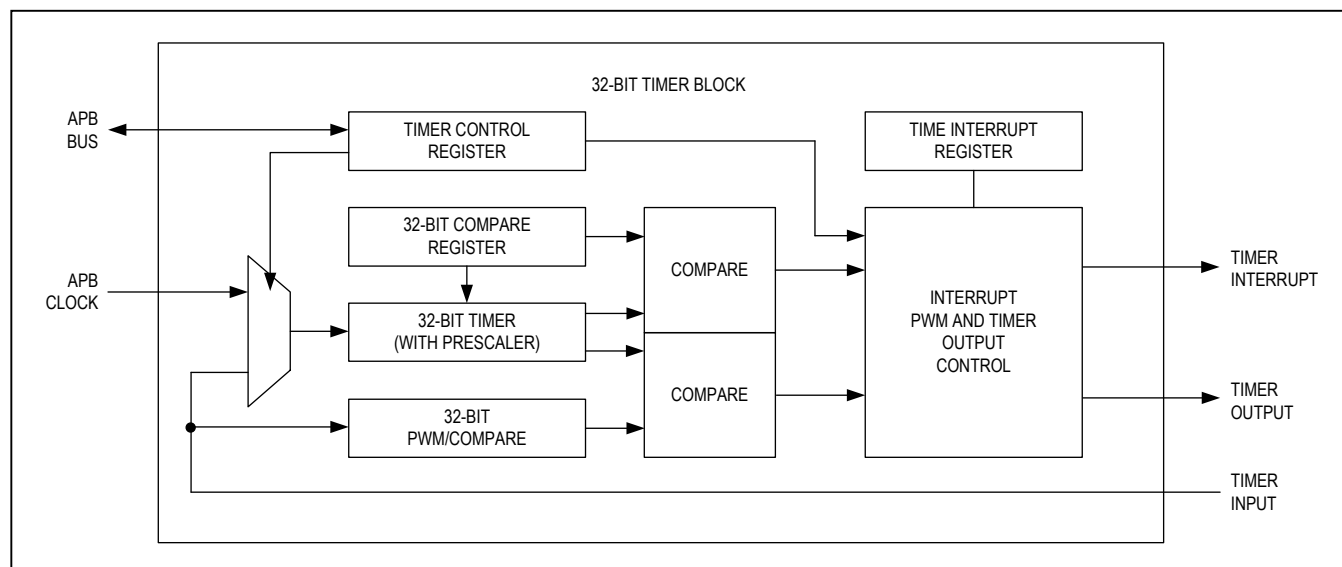 32-BIT TIMER BLOCK
APB
BUS
TIMER CONTROL
REGISTER
TIME INTERRUPT
REGISTER
32-BIT COMPARE
REGISTER
COMPARE
APB
CLOCK
32-BIT TIMER
(WITH PRESCALER)
INTERRUPT
PWM AND TIMER
OUTPUT
CONTROL
TIMER
INTERRUPT
COMPARE
32-BIT
PWM/COMPARE
TIMER
OUTPUT
TIMER
INPUT